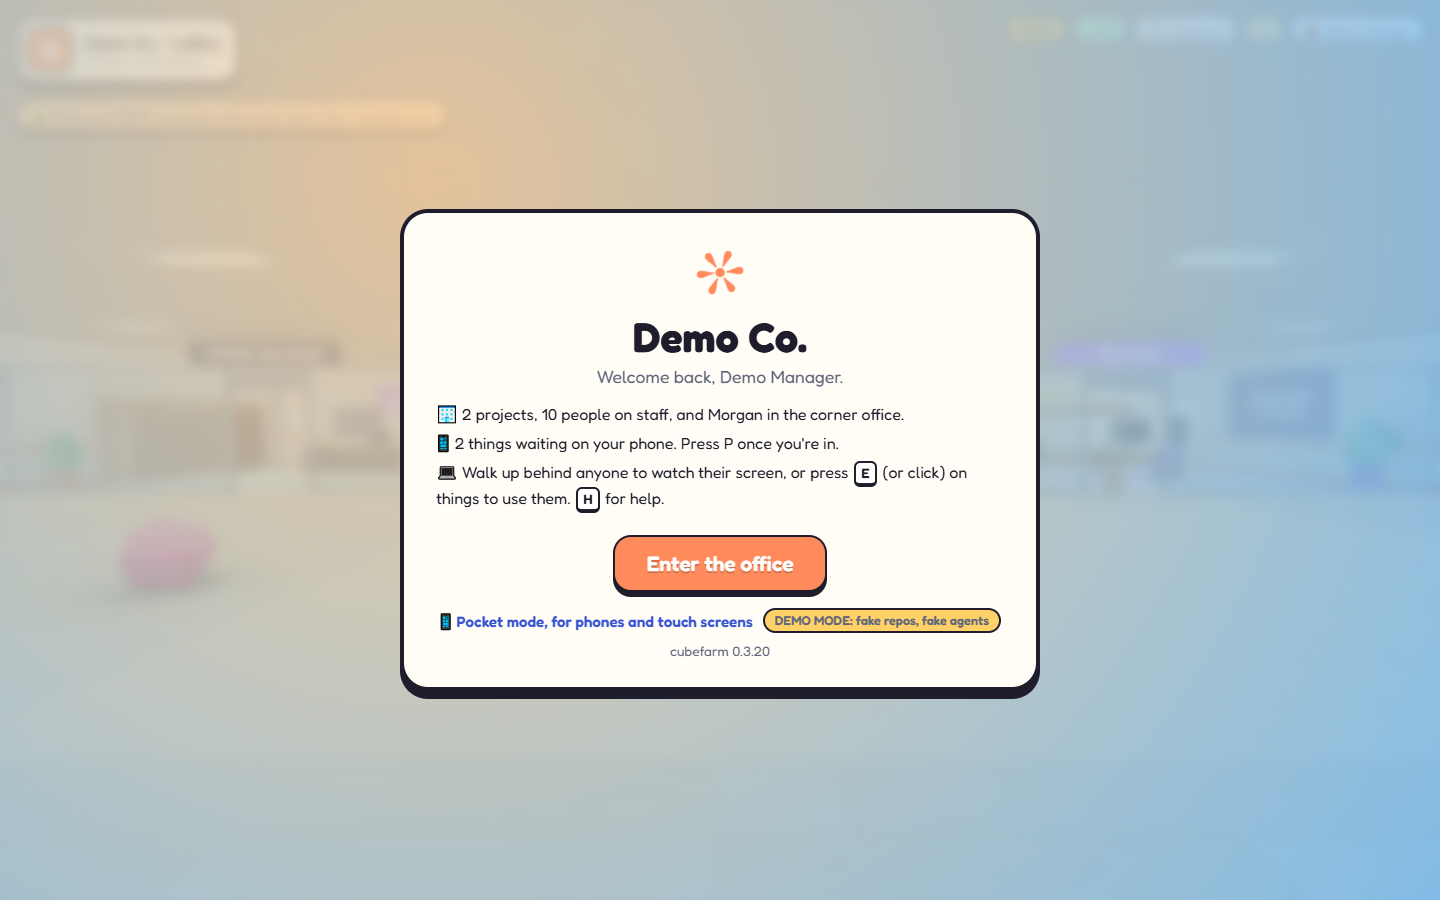 Demo Co.
Welcome back, Demo Manager.
2 projects, 10 people on staff, and Morgan in the corner office.
2 things waiting on your phone. Press P once you're in.
Walk up behind anyone to watch their screen, or press E (or click) on
things to use them. H for help.
Enter the office
Pocket mode, for phones and touch screens
DEMO MODE: fake repos, fake agents
cubefarm 0.3.20